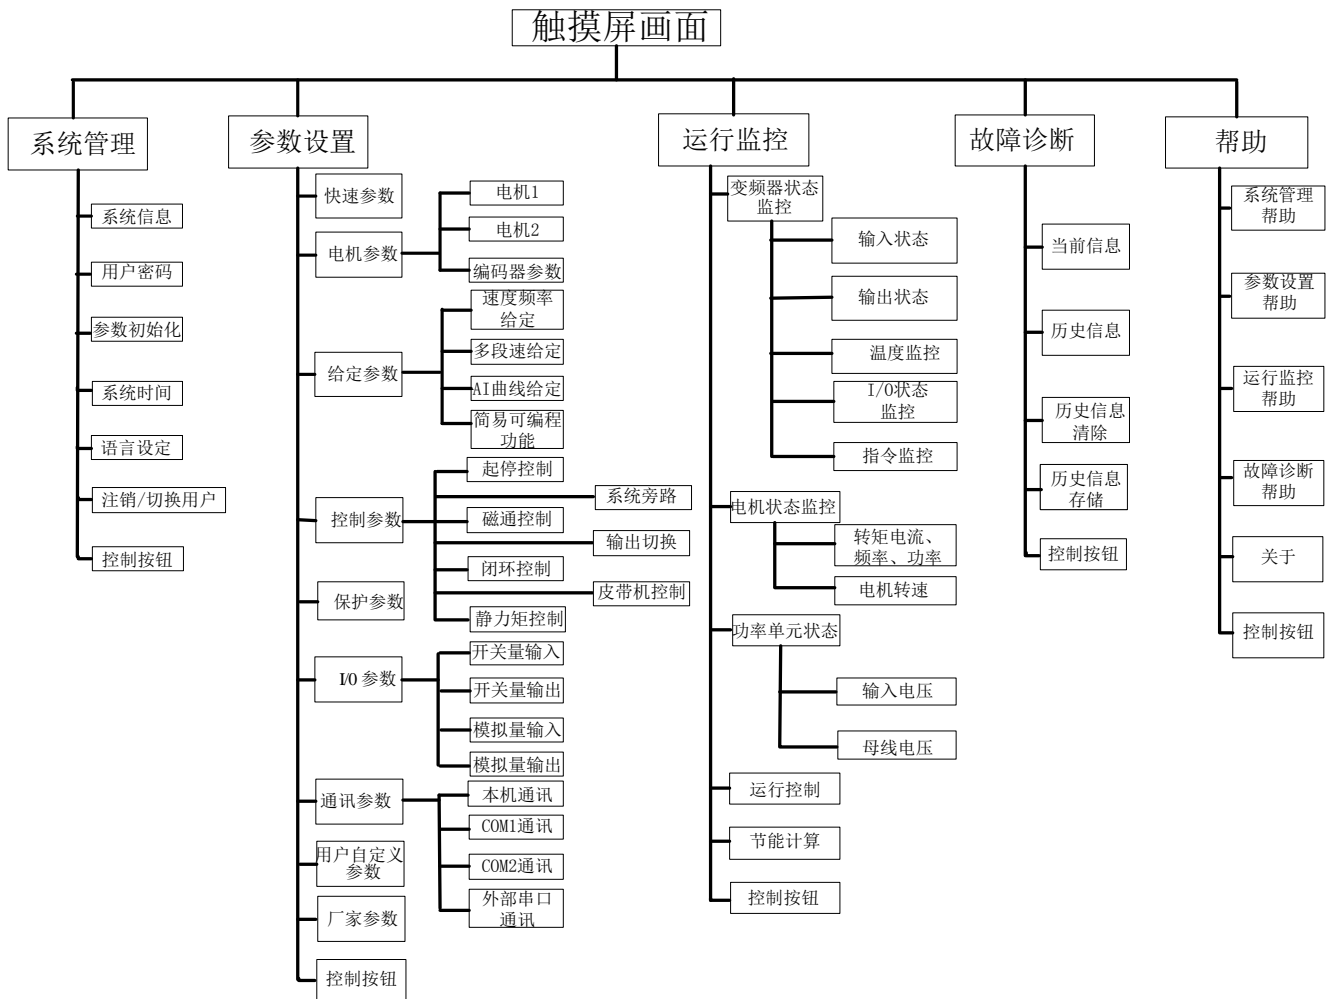 触摸屏画面
系统管理
系统信息
用户密码
参数初始化
系统时间
语言设定
注销/切换用户
控制按钮
参数设置
快速参数
电机参数
电机1
电机2
编码器参数
给定参数
速度频率
给定
多段速给定
AI曲线给定
简易可编程
功能
控制参数
起停控制
系统旁路
磁通控制
输出切换
闭环控制
皮带机控制
静力矩控制
保护参数
I/O 参数
开关量输入
开关量输出
模拟量输入
模拟量输出
通讯参数
本机通讯
COM1通讯
COM2通讯
外部串口
通讯
用户自定义
参数
厂家参数
控制按钮
运行监控
变频器状态
监控
输入状态
输出状态
温度监控
I/O状态
监控
指令监控
电机状态监控
转矩电流、
频率、功率
电机转速
功率单元状态
输入电压
母线电压
运行控制
节能计算
控制按钮
故障诊断
当前信息
历史信息
历史信息
清除
历史信息
存储
控制按钮
帮助
系统管理
帮助
参数设置
帮助
运行监控
帮助
故障诊断
帮助
关于
控制按钮